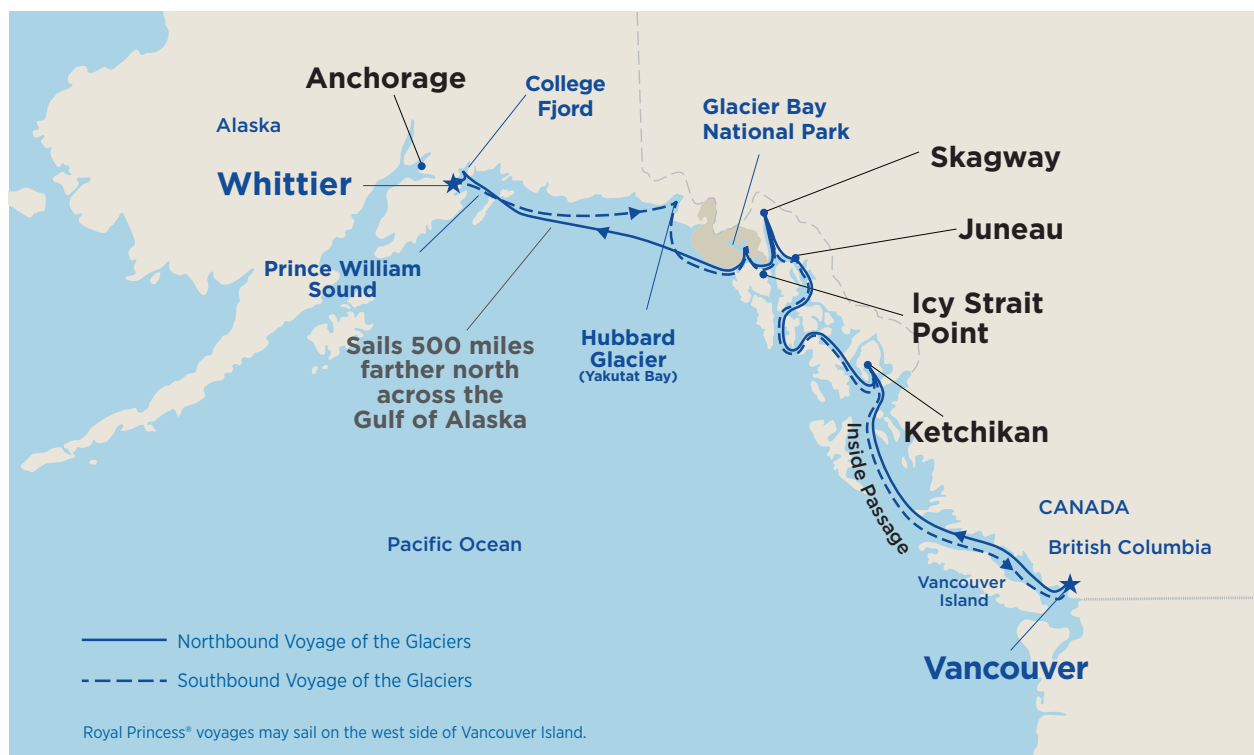 Anchorage
College
Fjord
Alaska
Glacier Bay
National Park
Skagway
Whittier
Juneau
Prince William
Sound
Icy Strait
Point
Hubbard
Glacier
(Yakutat Bay)
Sails 500 miles
farther north
across the
Gulf of Alaska
Ketchikan
Inside Passage
CANADA
British Columbia
Pacific Ocean
Vancouver
Island
Vancouver
Northbound Voyage of the Glaciers
Southbound Voyage of the Glaciers
Royal Princess® voyages may sail on the west side of Vancouver Island.